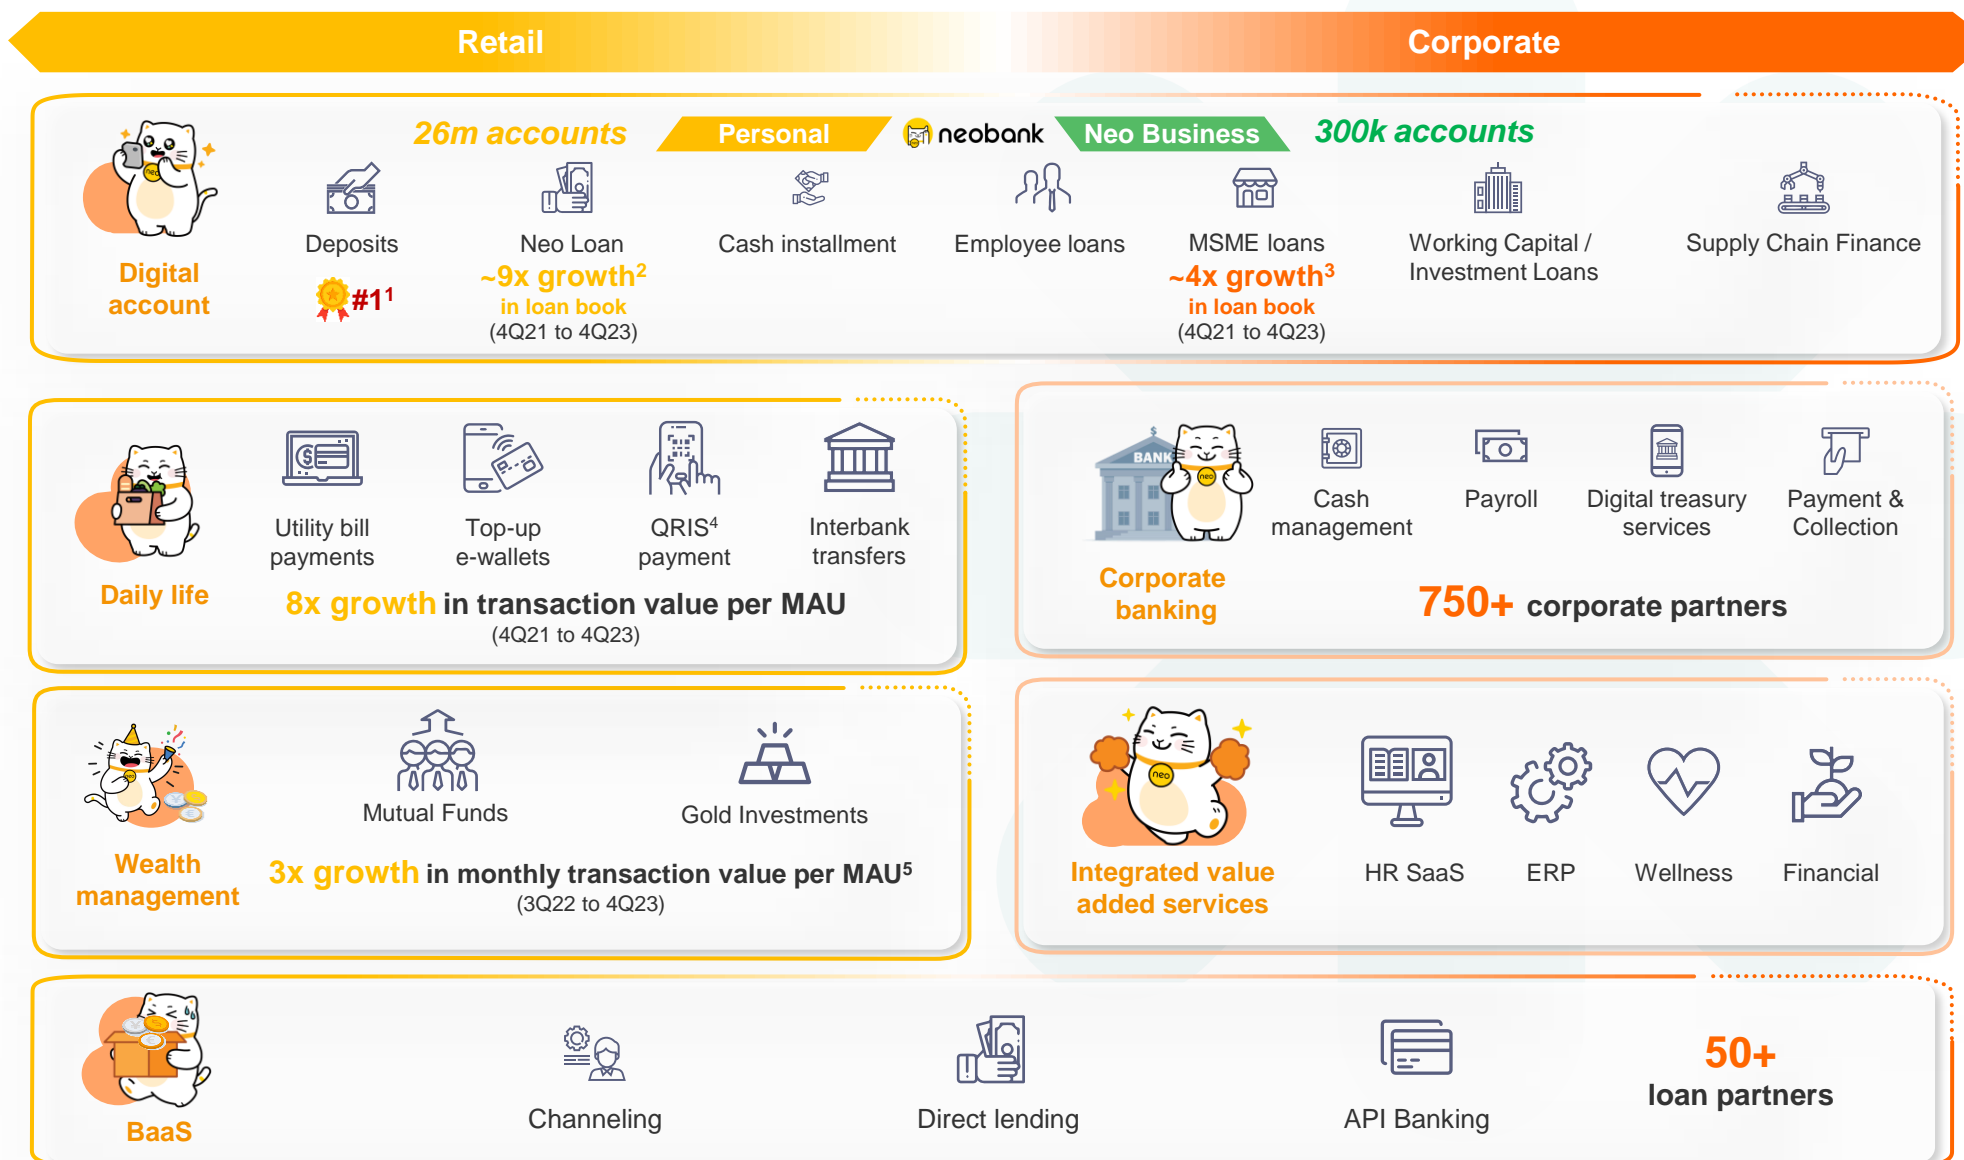 Retail
Corporate
26m accounts
Personal
neobank
Neo Business
300k accounts
Digital
account
Deposits
#1¹
Neo Loan
~9x growth²
in loan book
(4Q21 to 4Q23)
Cash installment
Employee loans
MSME loans
~4x growth³
in loan book
(4Q21 to 4Q23)
Working Capital /
Investment Loans
Supply Chain Finance
Daily life
Utility bill
payments
Top-up
e-wallets
QRIS⁴
payment
Interbank
transfers
8x growth in transaction value per MAU
(4Q21 to 4Q23)
BANK
neo
Corporate
banking
Cash
management
Payroll
Digital treasury
services
Payment &
Collection
750+ corporate partners
Wealth
management
Mutual Funds
Gold Investments
3x growth in monthly transaction value per MAU⁵
(3Q22 to 4Q23)
neo
Integrated value
added services
HR SaaS
ERP
Wellness
Financial
BaaS
Channeling
Direct lending
API Banking
50+
loan partners